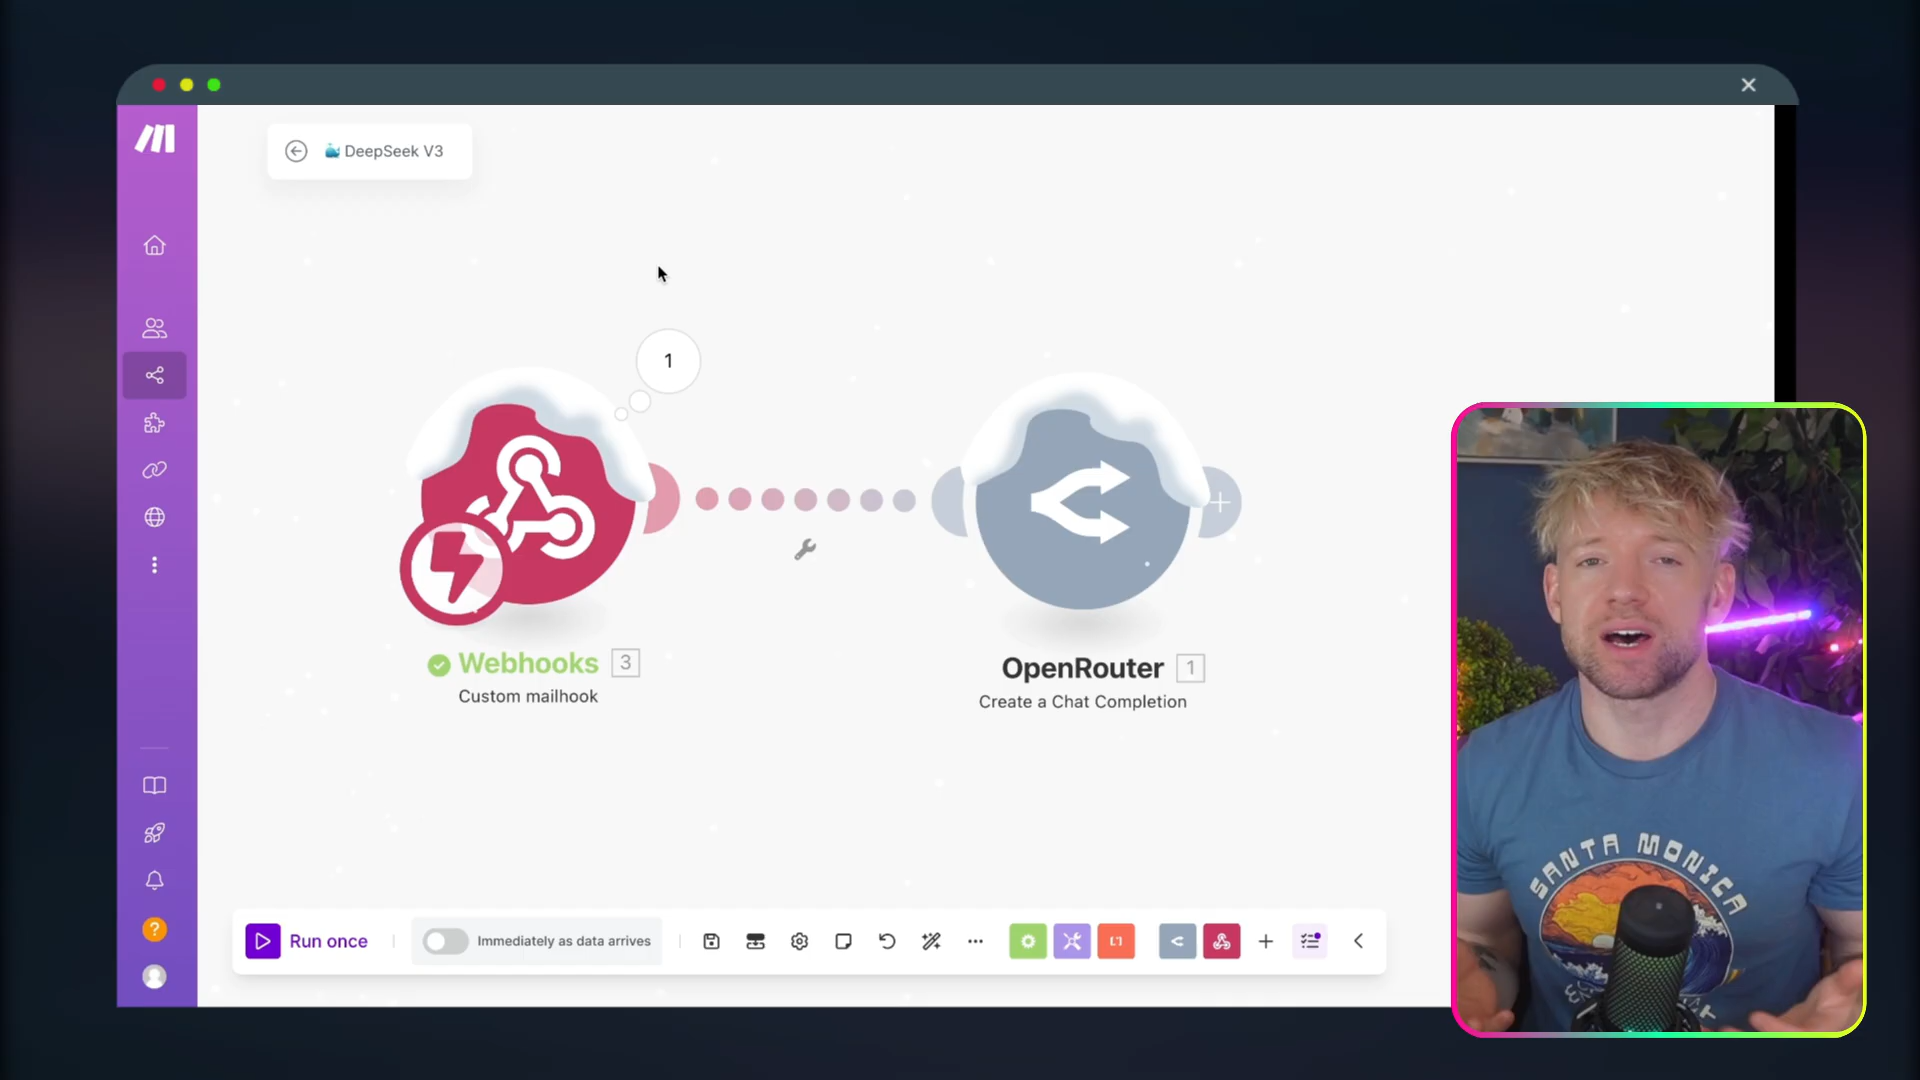 DeepSeek V3
1
Webhooks 3
Custom mailhook
OpenRouter 1
Create a Chat Completion
Run once
Immediately as data arrives
?
SANTA MONICA